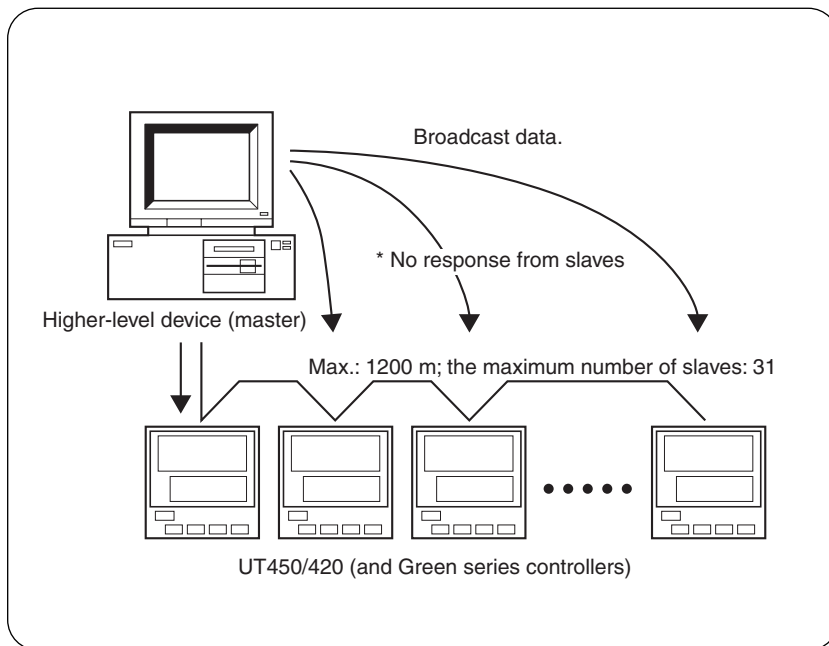 Broadcast data.
* No response from slaves
Higher-level device (master)
Max.: 1200 m; the maximum number of slaves: 31
UT450/420 (and Green series controllers)